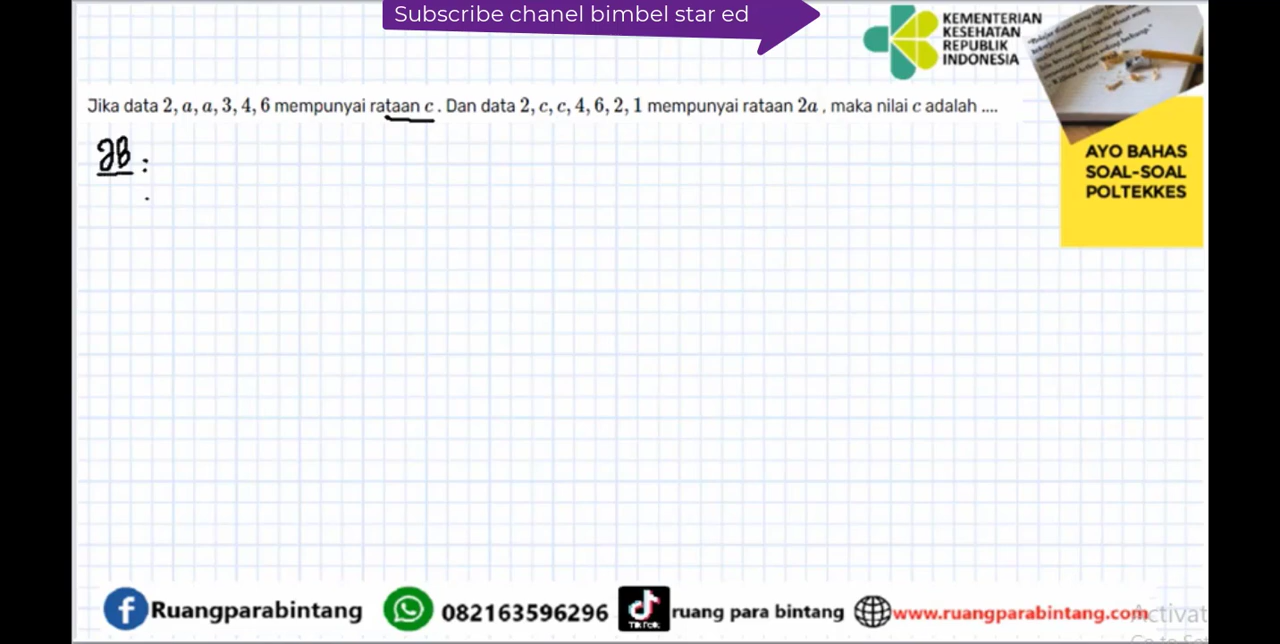 Subscribe chanel bimbel star ed
KEMENTERIAN
KESEHATAN
REPUBLIK
INDONESIA
Jika data 2, a, a, 3, 4, 6 mempunyai rataan c . Dan data 2, c, c, 4, 6, 2, 1 mempunyai rataan 2a , maka nilai c adalah ....
JB :
AYO BAHAS
SOAL-SOAL
POLTEKKES
Ruangparabintang
082163596296
TikTok
ruang para bintang
www.ruangparabintang.com
Activat